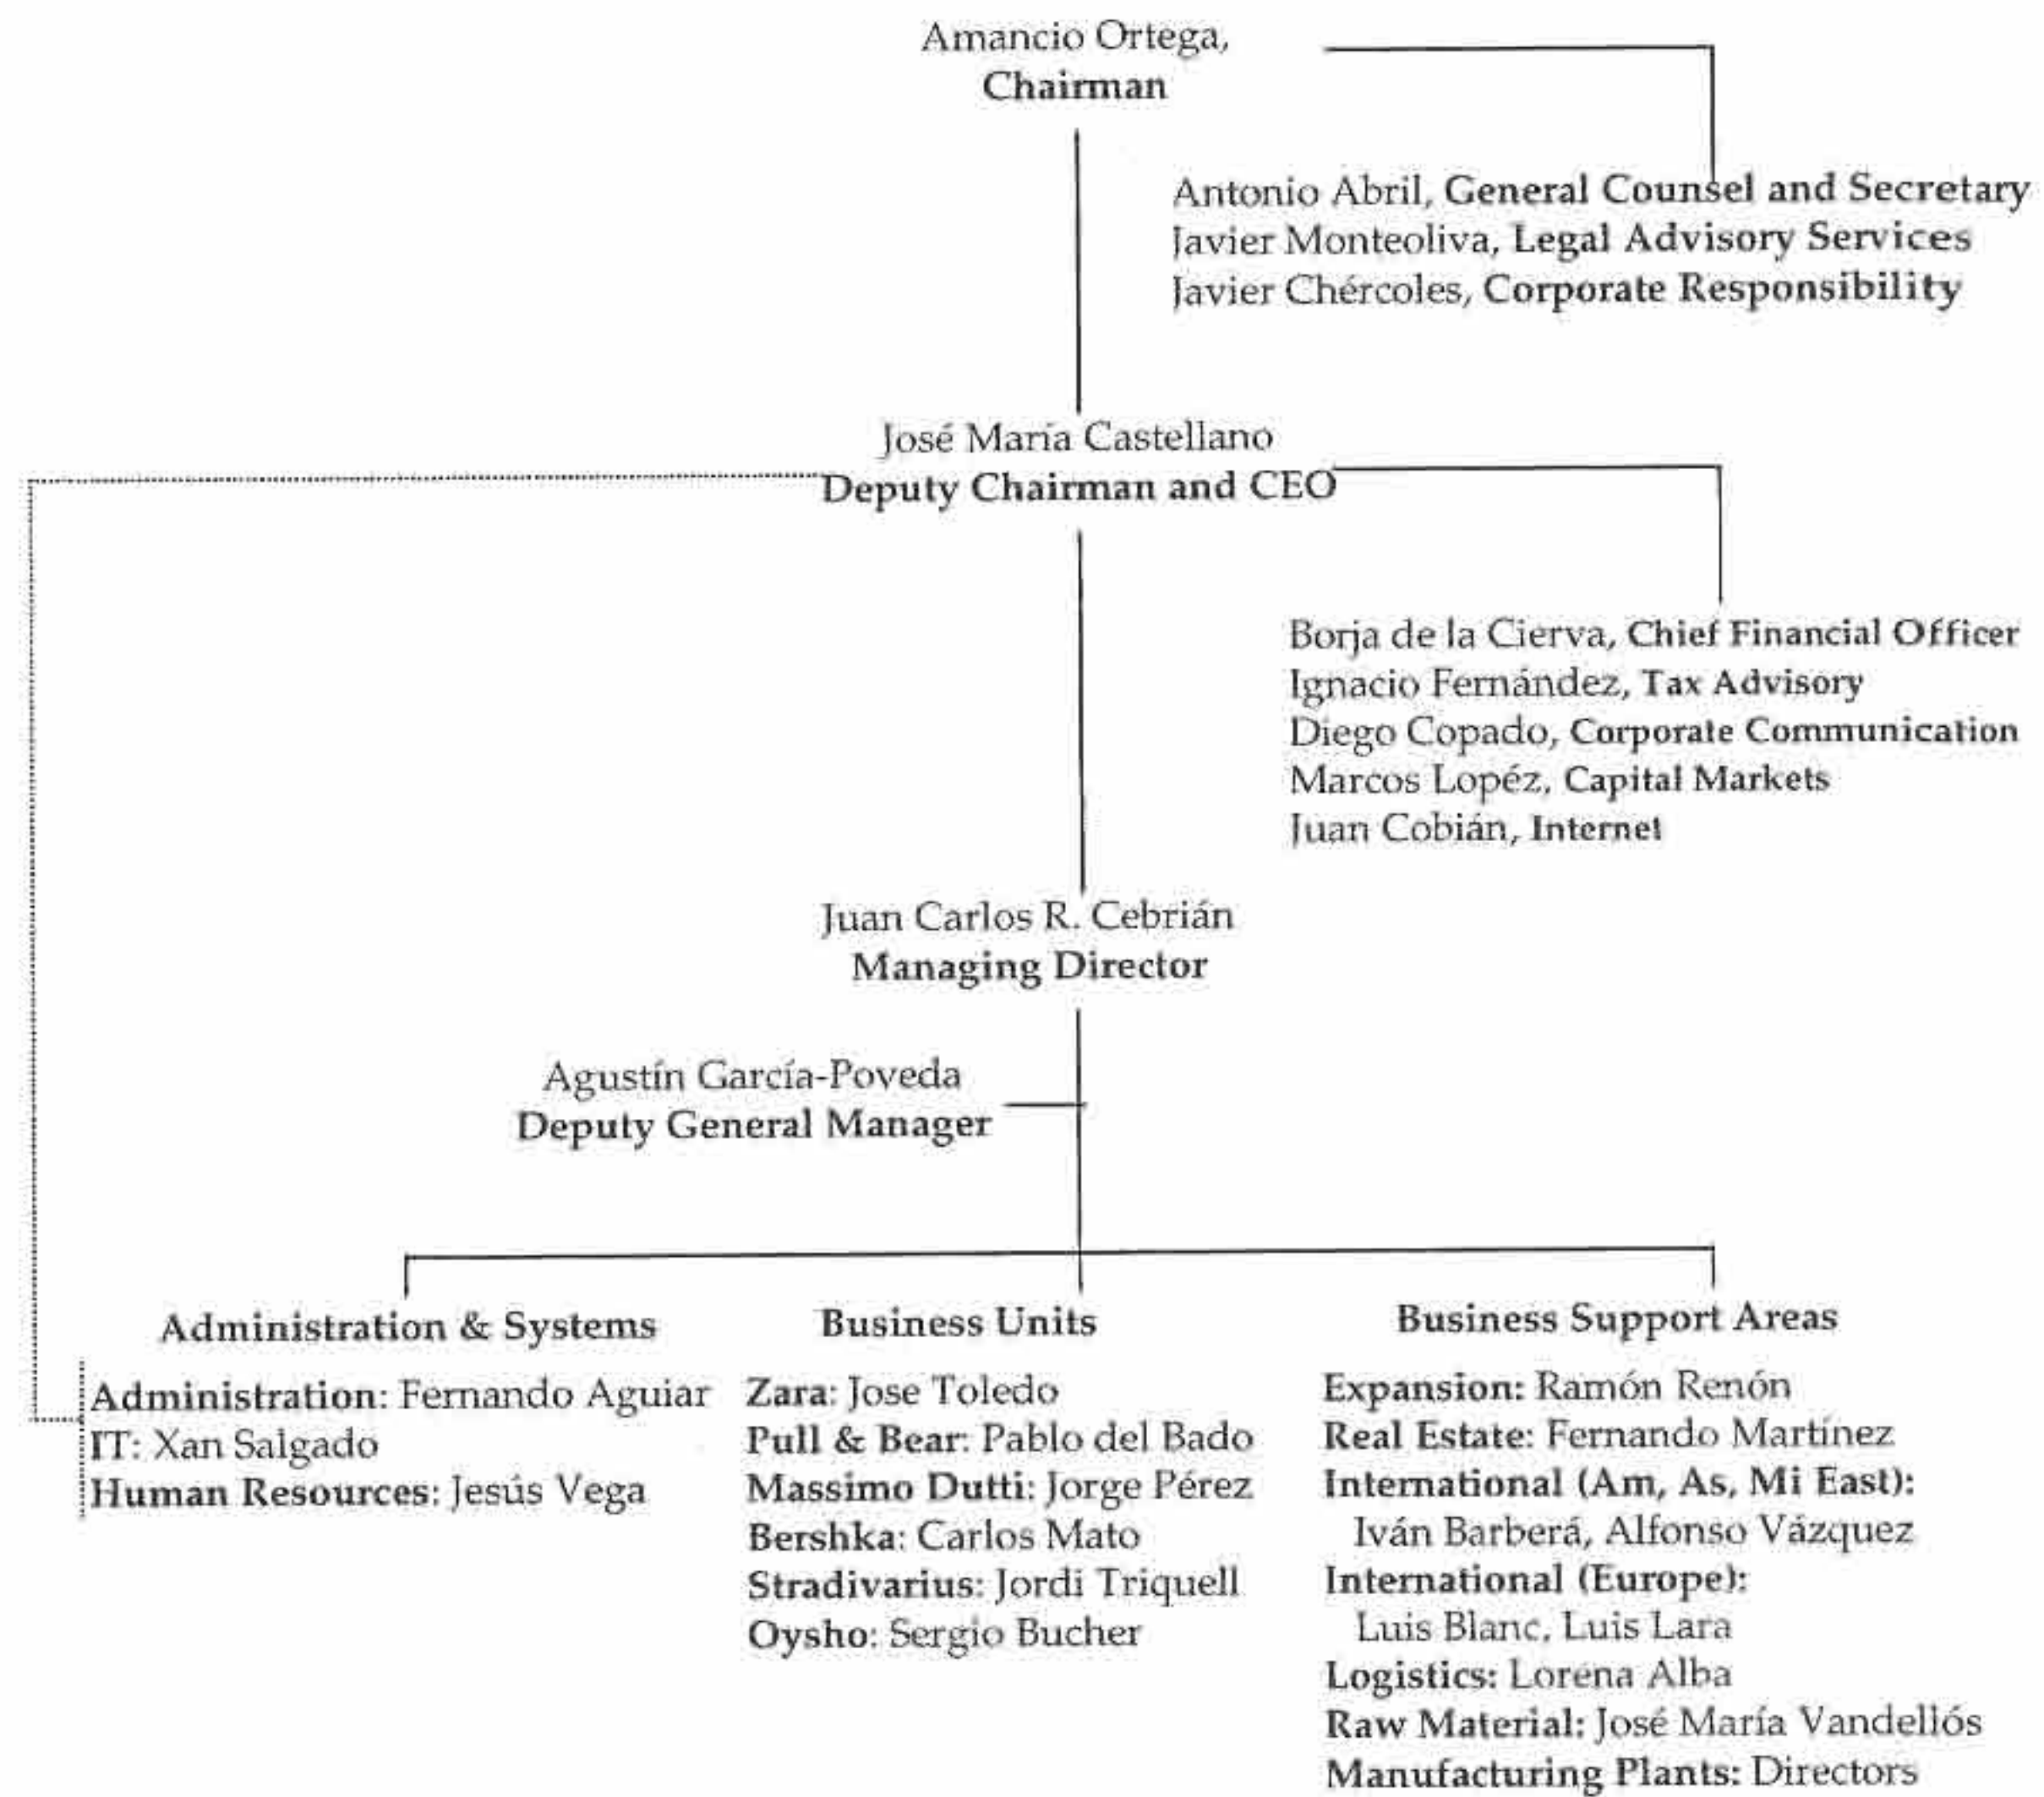 Amancio Ortega,
Chairman
Antonio Abril, General Counsel and Secretary
Javier Monteoliva, Legal Advisory Services
Javier Chércoles, Corporate Responsibility
José María Castellano
Deputy Chairman and CEO
Borja de la Cierva, Chief Financial Officer
Ignacio Fernández, Tax Advisory
Diego Copado, Corporate Communication
Marcos Lopéz, Capital Markets
Juan Cobián, Internet
Juan Carlos R. Cebrián
Managing Director
Agustín García-Poveda
Deputy General Manager
Administration & Systems
Administration: Fernando Aguiar
IT: Xan Salgado
Human Resources: Jesús Vega
Business Units
Zara: Jose Toledo
Pull & Bear: Pablo del Bado
Massimo Dutti: Jorge Pérez
Bershka: Carlos Mato
Stradivarius: Jordi Triquell
Oysho: Sergio Bucher
Business Support Areas
Expansion: Ramón Renón
Real Estate: Fernando Martínez
International (Am, As, Mi East):
Iván Barberá, Alfonso Vázquez
International (Europe):
Luis Blanc, Luis Lara
Logistics: Lorena Alba
Raw Material: José María Vandellós
Manufacturing Plants: Directors